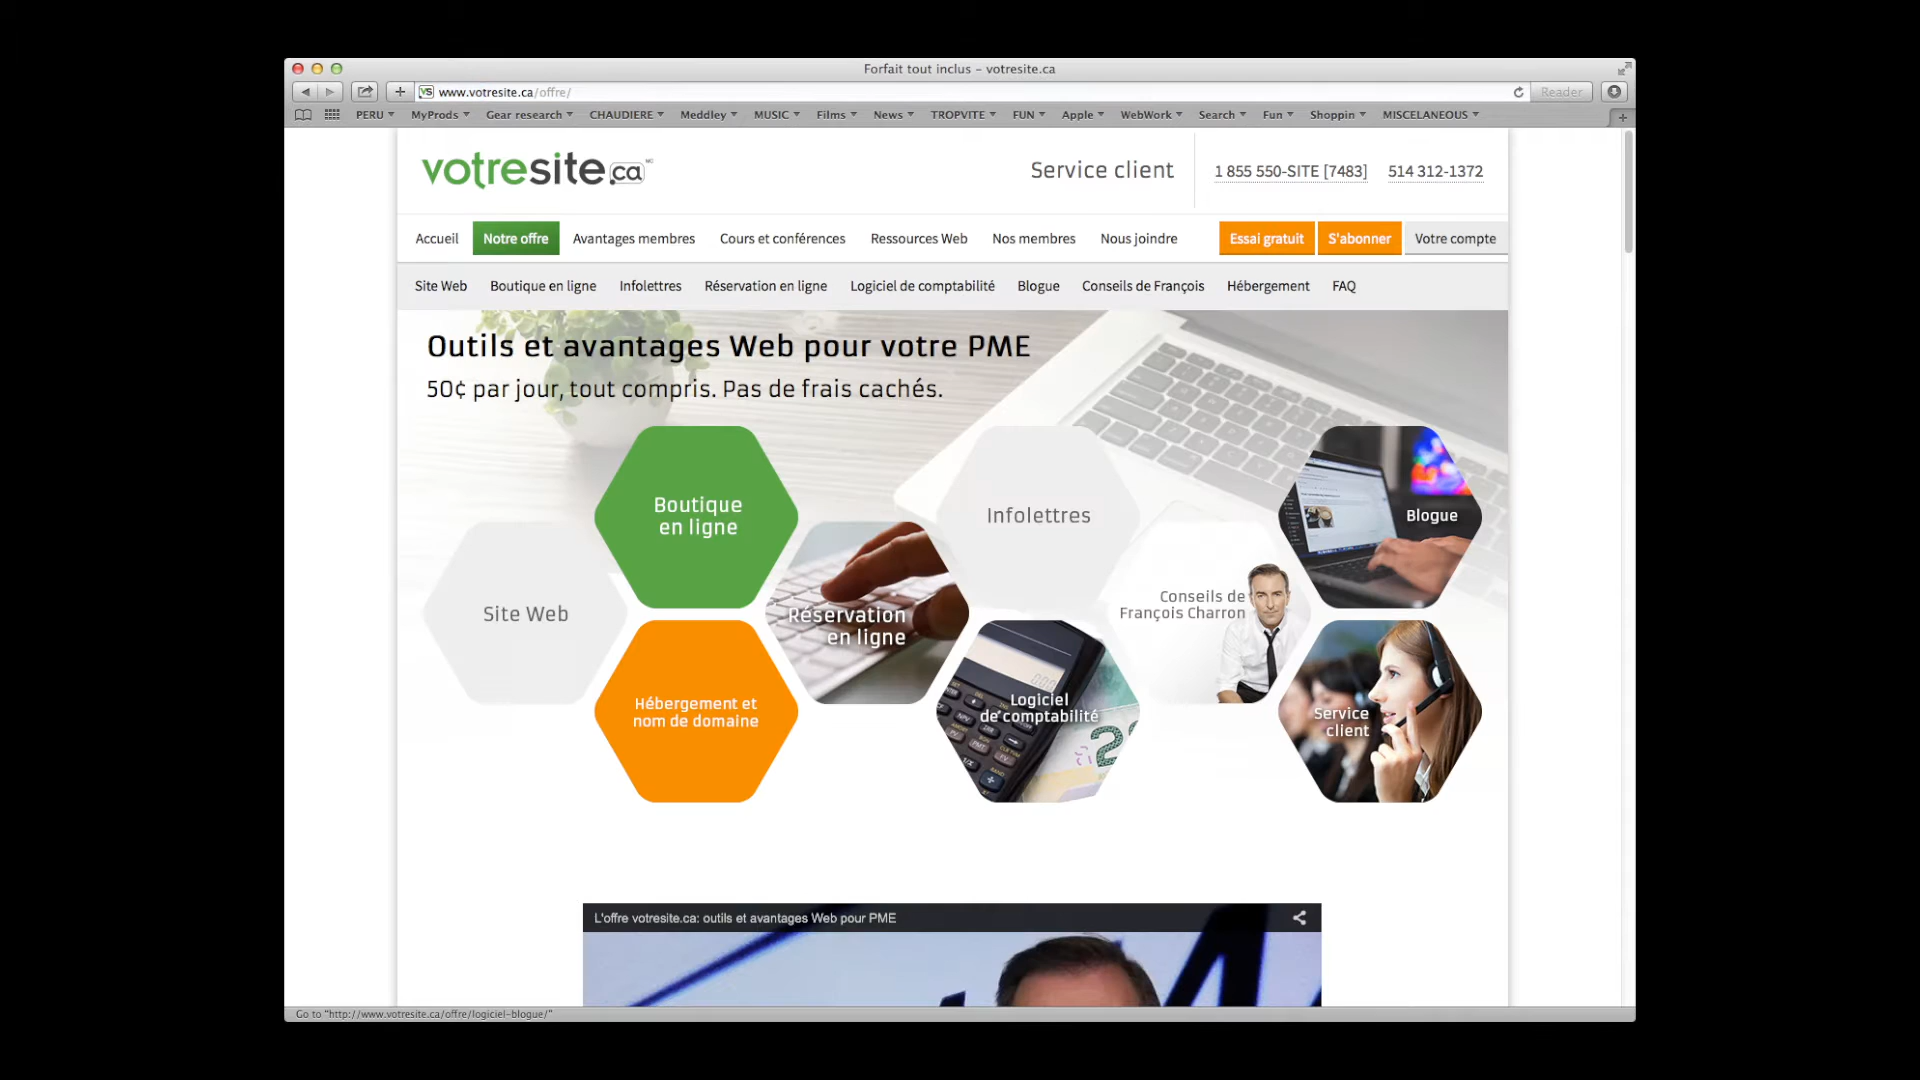 Forfait tout inclus – votresite.ca
www.votresite.ca/offre/
Reader
PERU MyProds Gear research CHAUDIERE Meddley MUSIC Films News TROPVITE FUN Apple WebWork Search Fun Shoppin MISCELANEOUS
votresite.ca MC
Service client
1 855 550-SITE [7483]
514 312-1372
Accueil Notre offre Avantages membres Cours et conférences Ressources Web Nos membres Nous joindre Essai gratuit S'abonner Votre compte
Site Web Boutique en ligne Infolettres Réservation en ligne Logiciel de comptabilité Blogue Conseils de François Hébergement FAQ
Outils et avantages Web pour votre PME
50¢ par jour, tout compris. Pas de frais cachés.
Boutique
en ligne
Infolettres
Blogue
Site Web
Réservation
en ligne
Conseils de
François Charron
Hébergement et
nom de domaine
Logiciel
de comptabilité
Service
client
L'offre votresite.ca: outils et avantages Web pour PME
Go to "http://www.votresite.ca/offre/logiciel-blogue/"